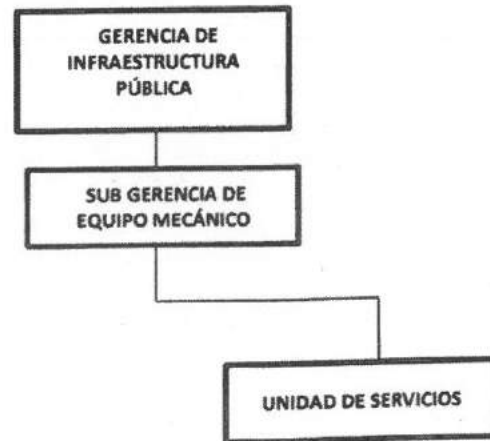 GERENCIA DE
INFRAESTRUCTURA
PÚBLICA
SUB GERENCIA DE
EQUIPO MECÁNICO
UNIDAD DE SERVICIOS